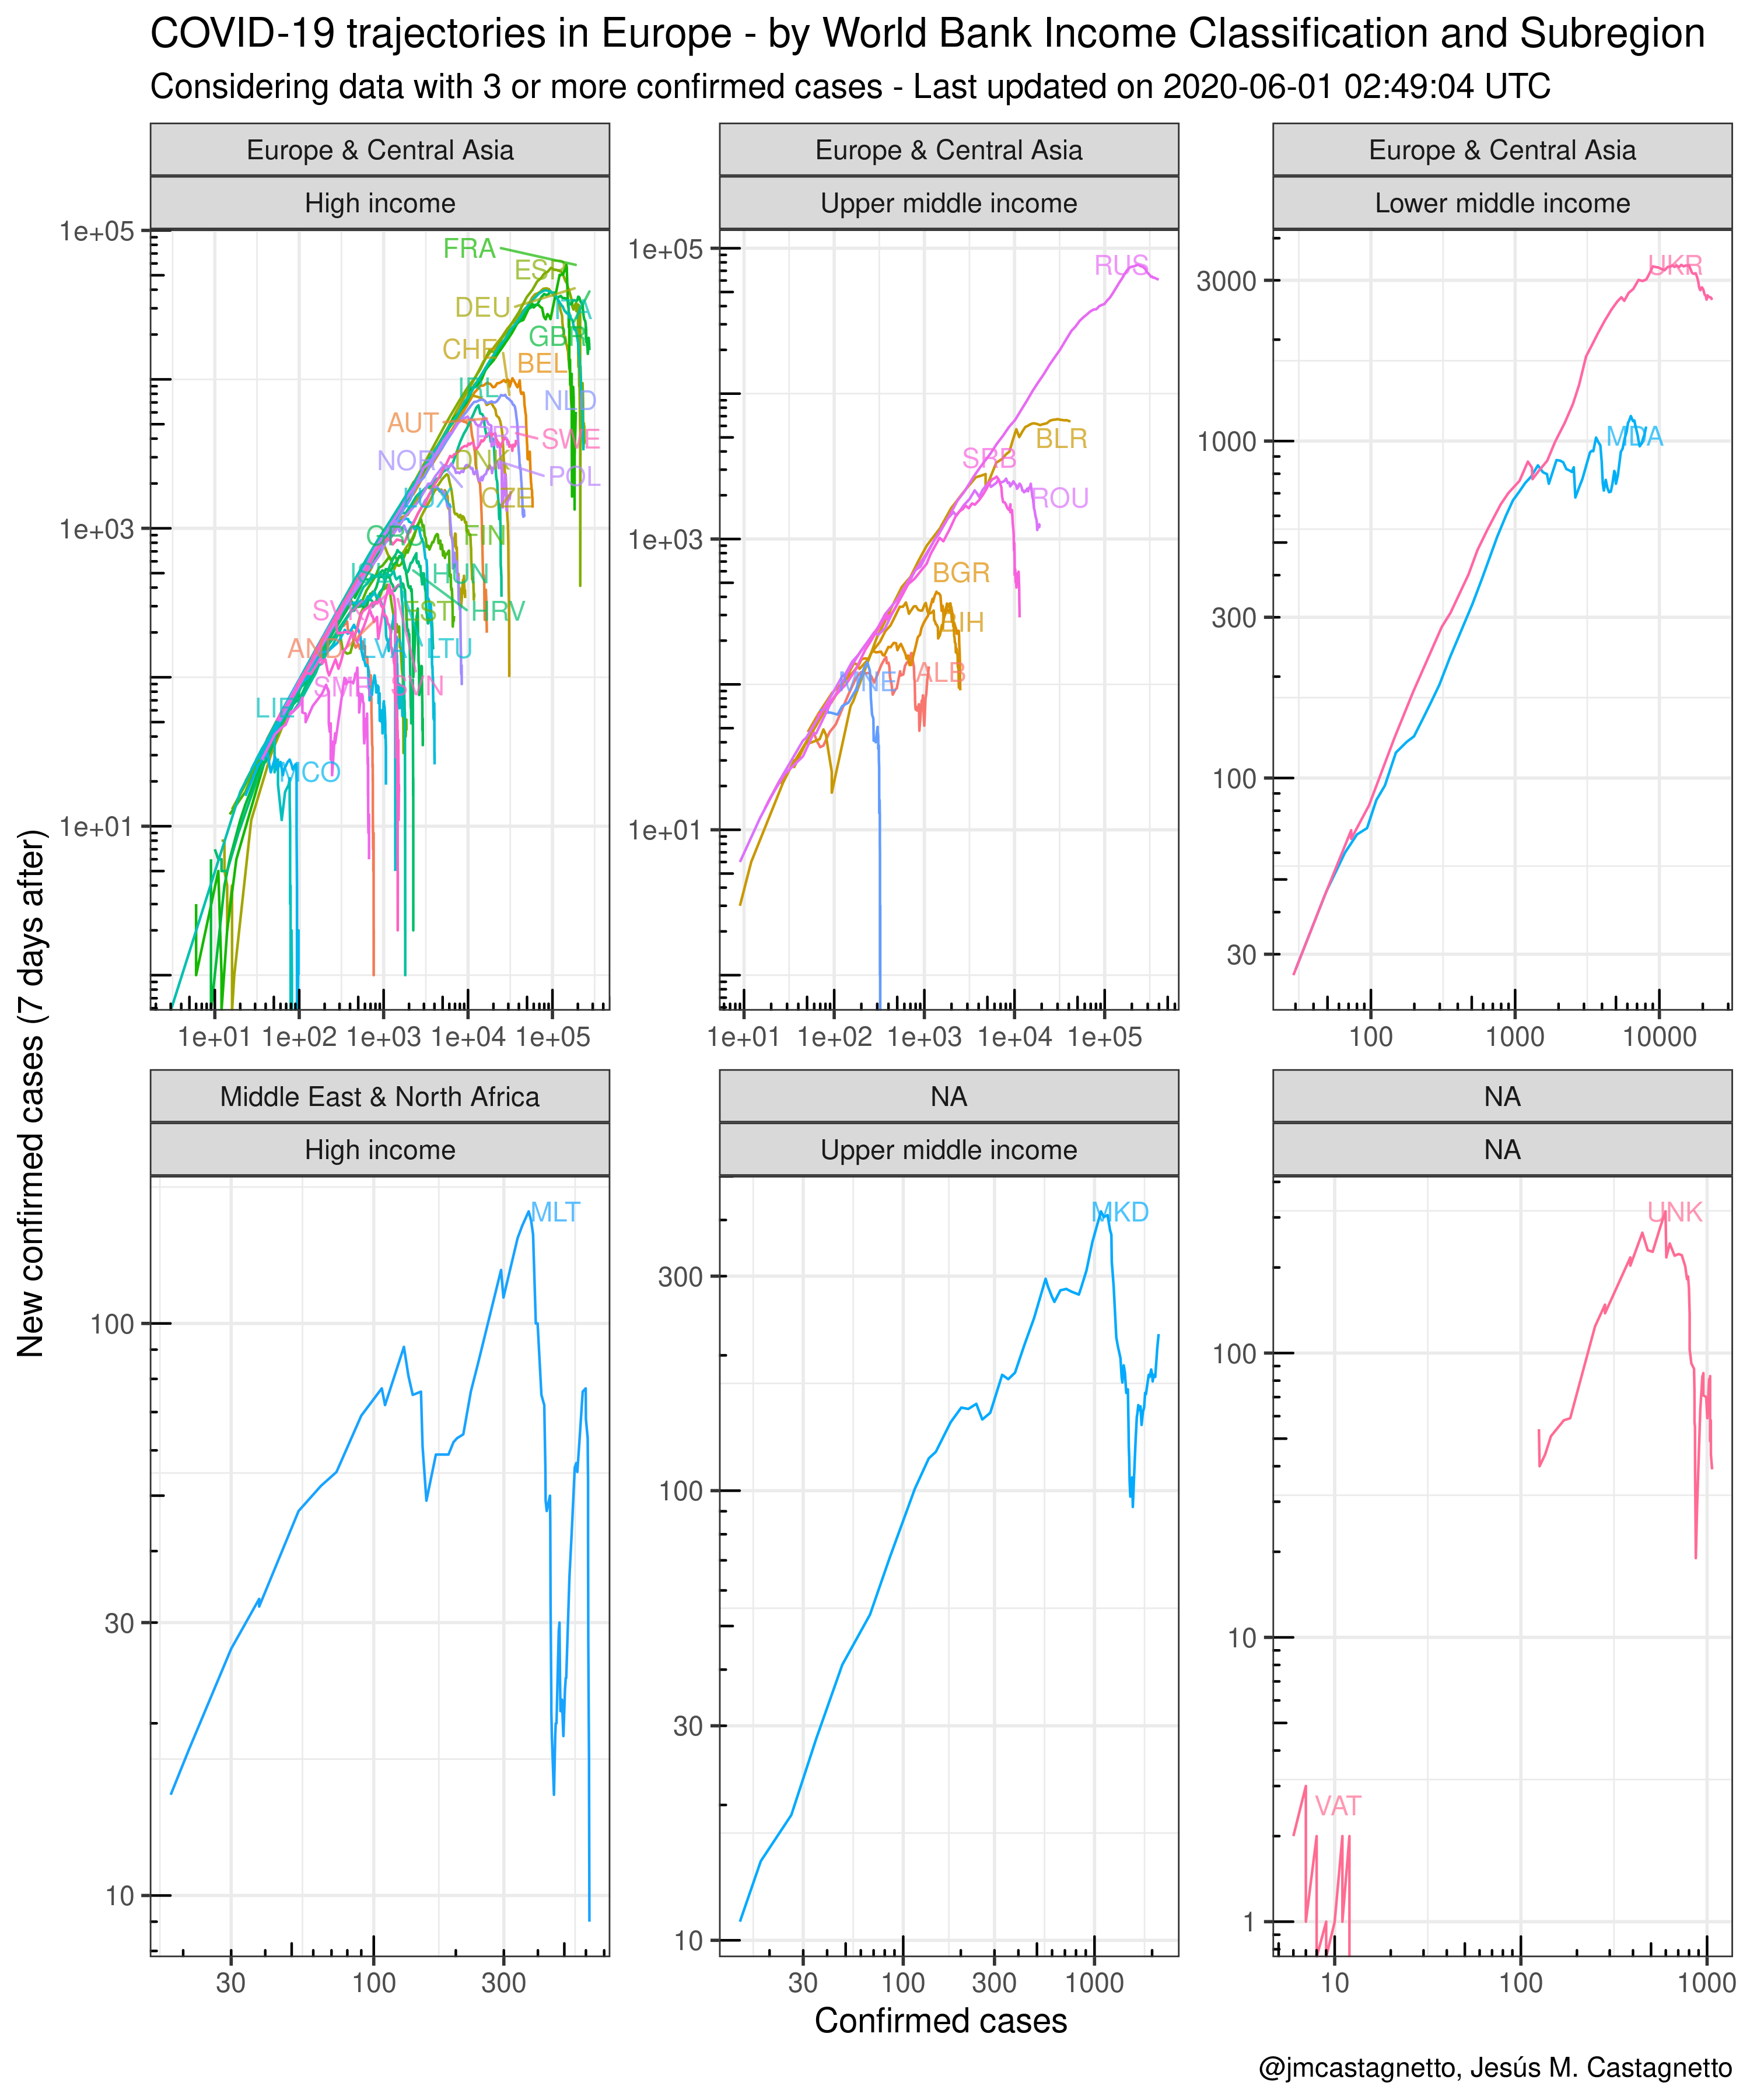 COVID-19 trajectories in Europe - by World Bank Income Classification and Subregion
Considering data with 3 or more confirmed cases - Last updated on 2020-06-01 02:49:04 UTC
Europe & Central Asia
High income
1e+05
1e+03
1e+01
FRA
DEU
GBR
BEL
NLD
AUT
SWE
NOR
POL
CZE
FIN
HUN
EST
HRV
LTU
SVN
MCO
1e+01 1e+02 1e+03 1e+04 1e+05
Europe & Central Asia
Upper middle income
1e+05
1e+03
1e+01
RUS
BLR
SRB
ROU
BGR
BIH
ALB
MNE
1e+01 1e+02 1e+03 1e+04 1e+05
Europe & Central Asia
Lower middle income
3000
1000
300
100
30
UKR
MDA
100 1000 10000
Middle East & North Africa
High income
100
30
10
MLT
30 100 300
NA
Upper middle income
300
100
30
10
MKD
30 100 300 1000
NA
NA
100
10
1
UNK
VAT
10 100 1000
New confirmed cases (7 days after)
Confirmed cases
@jmcastagnetto, Jesús M. Castagnetto